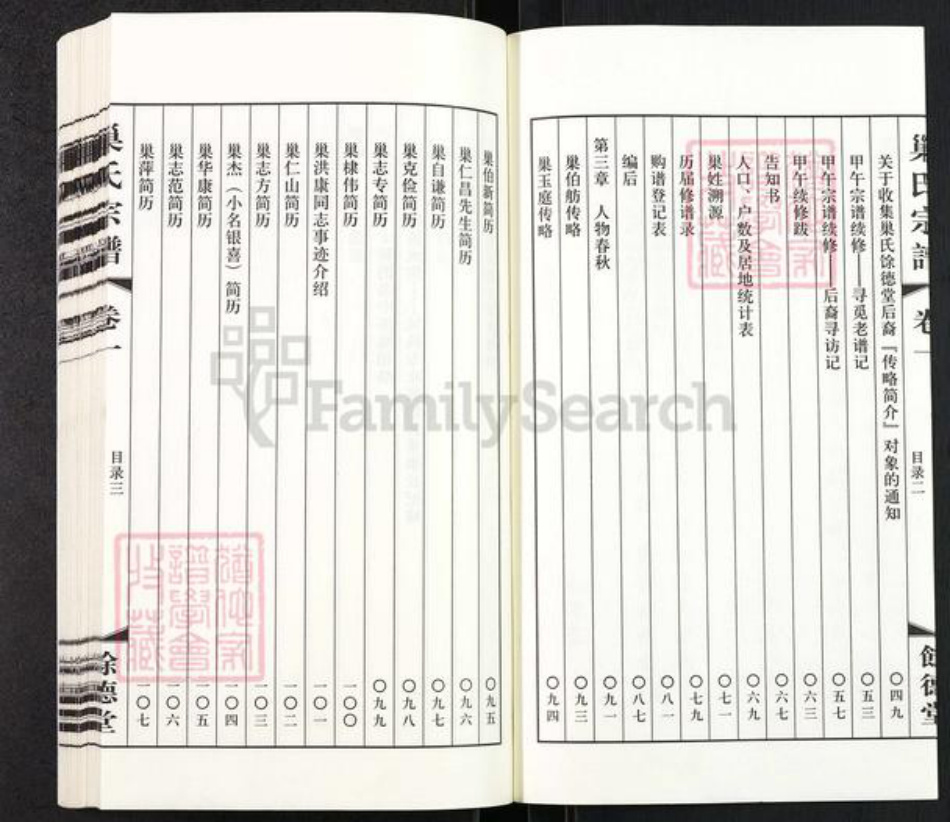 巢氏宗譜
卷一
目录二
馀德堂
关于收集巢氏馀德堂后裔『传略简介』对象的通知 〇四九
甲午宗谱续修——寻觅老谱记 〇五三
甲午宗谱续修——后裔寻访记 〇五七
甲午续修跋 〇六三
告知书 〇六七
人口、户数及居地统计表 〇六九
巢姓溯源 〇七一
历届修谱录 〇七九
购谱登记表 〇八一
编后 〇八七
第三章 人物春秋 〇九一
巢伯舫传略 〇九三
巢玉庭传略 〇九四
巢伯新简历 〇九五
巢仁昌先生简历 〇九六
巢自谦简历 〇九七
巢克俭简历 〇九八
巢志专简历 〇九九
巢棣伟简历 一〇〇
巢洪康同志事迹介绍 一〇一
巢仁山简历 一〇二
巢志方简历 一〇三
巢杰（小名银喜）简历 一〇四
巢华康简历 一〇五
巢志范简历 一〇六
巢萍简历 一〇七
巢氏宗譜
卷一
目录三
馀德堂
FamilySearch